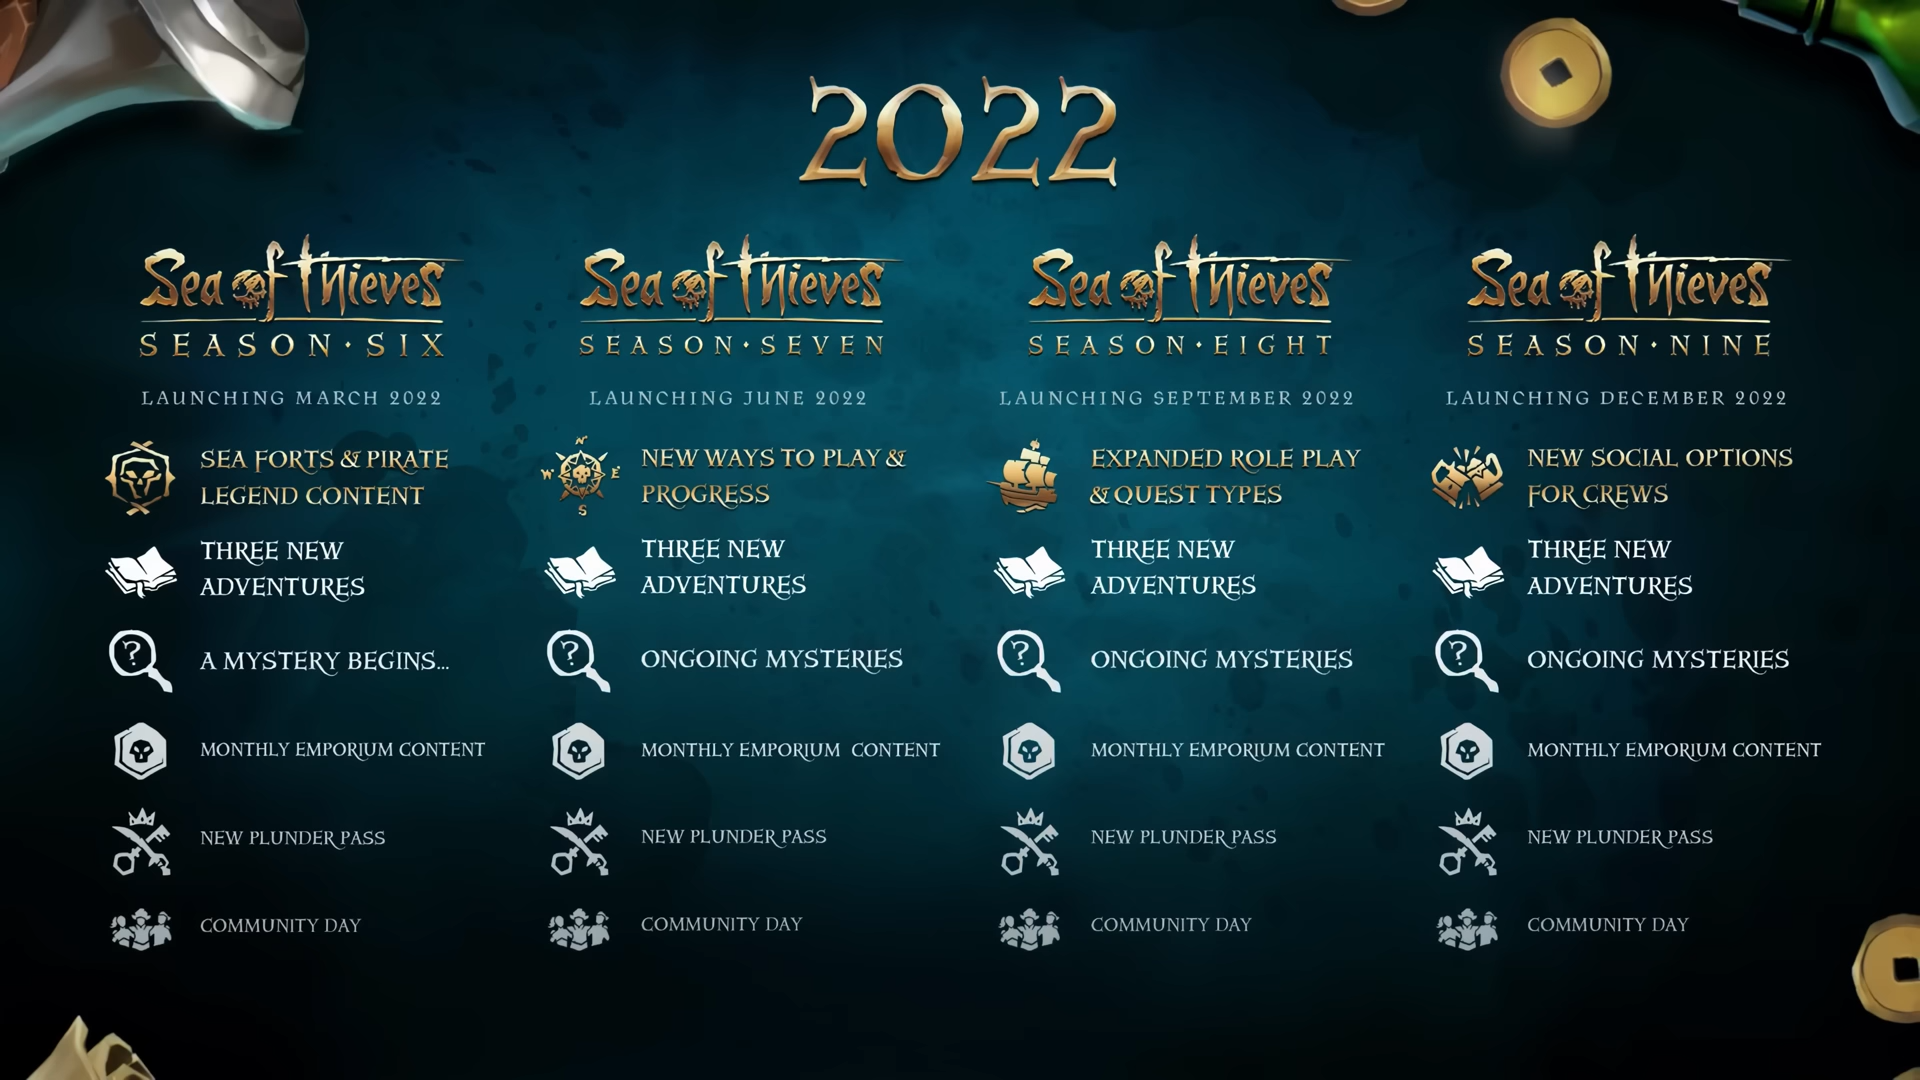 2022
Sea of Thieves
SEASON · SIX
LAUNCHING MARCH 2022
SEA FORTS & PIRATE
LEGEND CONTENT
THREE NEW
ADVENTURES
?
A MYSTERY BEGINS...
MONTHLY EMPORIUM CONTENT
NEW PLUNDER PASS
COMMUNITY DAY
Sea of Thieves
SEASON · SEVEN
LAUNCHING JUNE 2022
N
W E
S
NEW WAYS TO PLAY &
PROGRESS
THREE NEW
ADVENTURES
?
ONGOING MYSTERIES
MONTHLY EMPORIUM CONTENT
NEW PLUNDER PASS
COMMUNITY DAY
Sea of Thieves
SEASON · EIGHT
LAUNCHING SEPTEMBER 2022
EXPANDED ROLE PLAY
& QUEST TYPES
THREE NEW
ADVENTURES
?
ONGOING MYSTERIES
MONTHLY EMPORIUM CONTENT
NEW PLUNDER PASS
COMMUNITY DAY
Sea of Thieves
SEASON · NINE
LAUNCHING DECEMBER 2022
NEW SOCIAL OPTIONS
FOR CREWS
THREE NEW
ADVENTURES
?
ONGOING MYSTERIES
MONTHLY EMPORIUM CONTENT
NEW PLUNDER PASS
COMMUNITY DAY